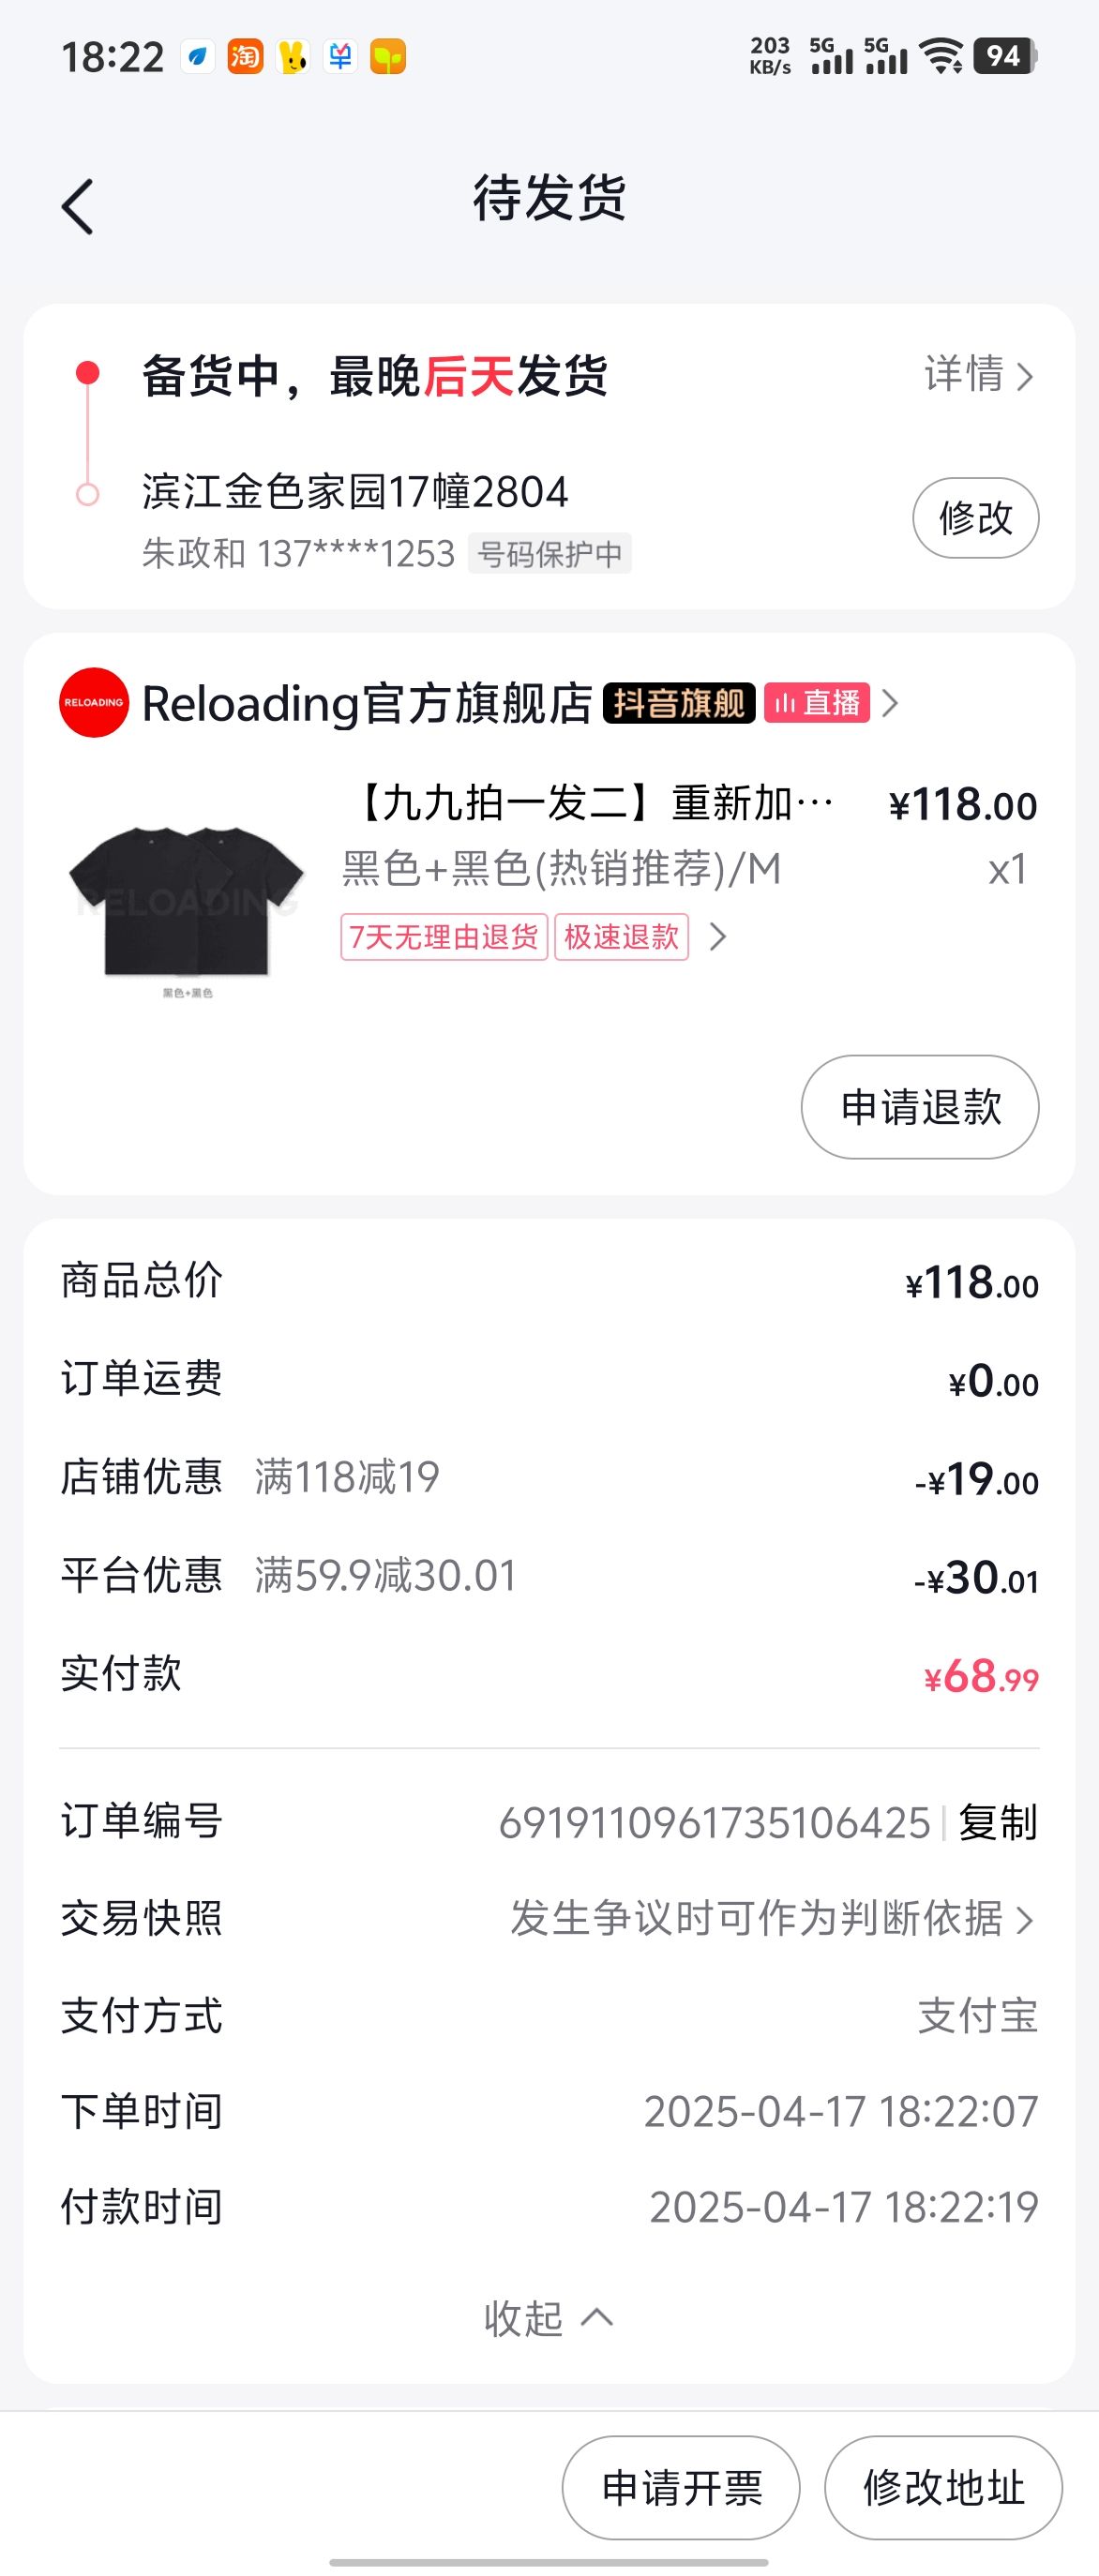 18:22 淘 单 203 KB/s 5G 5G 94
待发货
备货中，最晚后天发货 详情
滨江金色家园17幢2804
朱政和 137****1253 号码保护中
修改
RELOADING Reloading官方旗舰店 抖音旗舰 直播
【九九拍一发二】重新加… ¥118.00
黑色+黑色(热销推荐)/M x1
7天无理由退货 极速退款
RELOADING
黑色+黑色
申请退款
商品总价 ¥118.00
订单运费 ¥0.00
店铺优惠 满118减19 -¥19.00
平台优惠 满59.9减30.01 -¥30.01
实付款 ¥68.99
订单编号 6919110961735106425 复制
交易快照 发生争议时可作为判断依据
支付方式 支付宝
下单时间 2025-04-17 18:22:07
付款时间 2025-04-17 18:22:19
收起
申请开票 修改地址